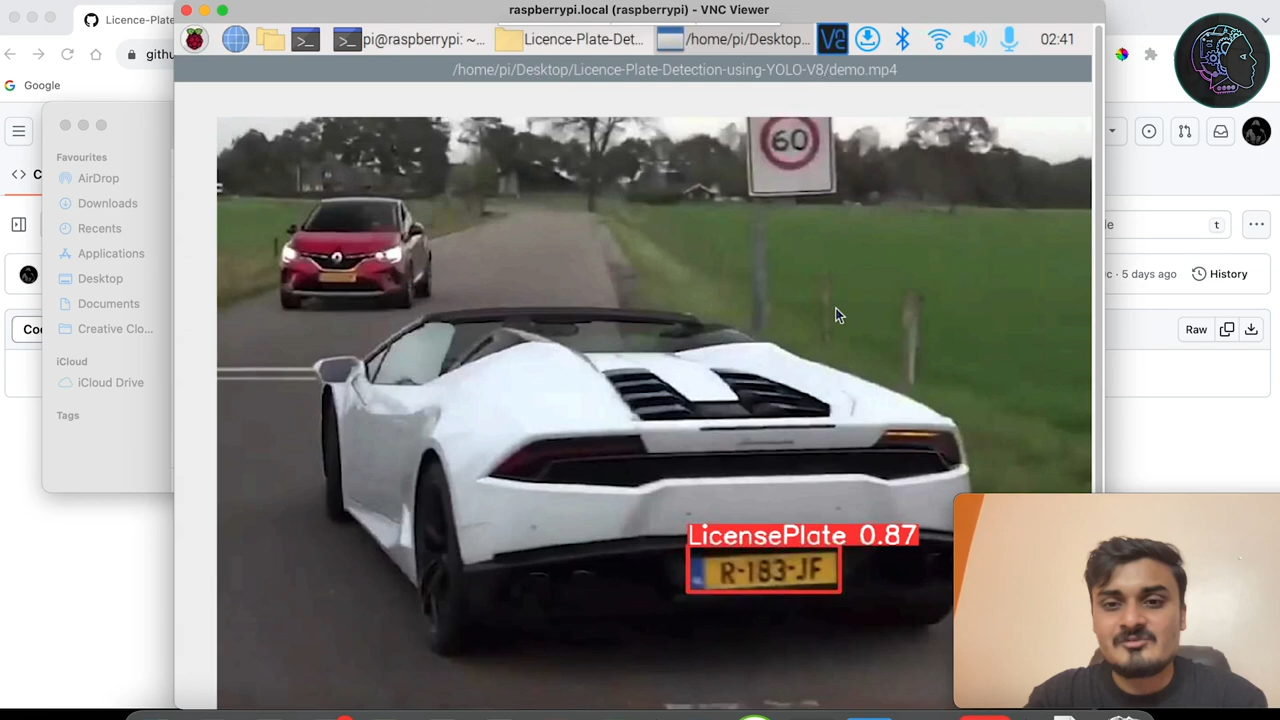 raspberrypi.local (raspberrypi) - VNC Viewer
Licence-Plate
pi@raspberrypi: ~...
Licence-Plate-Det...
/home/pi/Desktop...
02:41
githu
/home/pi/Desktop/Licence-Plate-Detection-using-YOLO-V8/demo.mp4
Google
60
Favourites
AirDrop
Downloads
Recents
Applications
Desktop
Documents
Creative Clo...
iCloud
iCloud Drive
Tags
t
5 days ago
History
Raw
LicensePlate 0.87
R-183-JF